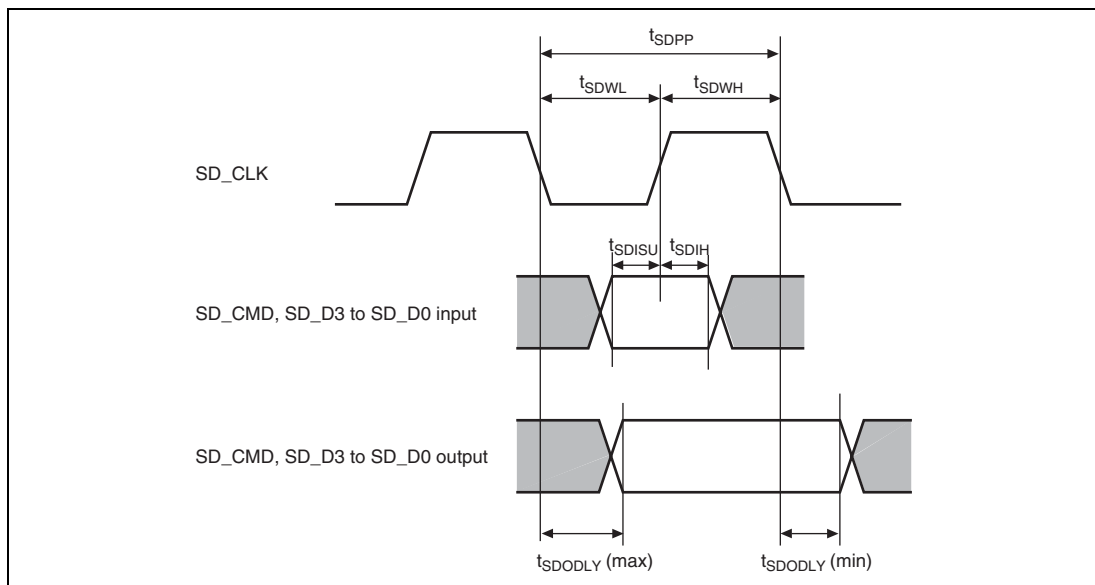 tSDPP
tSDWL tSDWH
SD_CLK
tSDISU tSDIH
SD_CMD, SD_D3 to SD_D0 input
SD_CMD, SD_D3 to SD_D0 output
tSDODLY (max) tSDODLY (min)